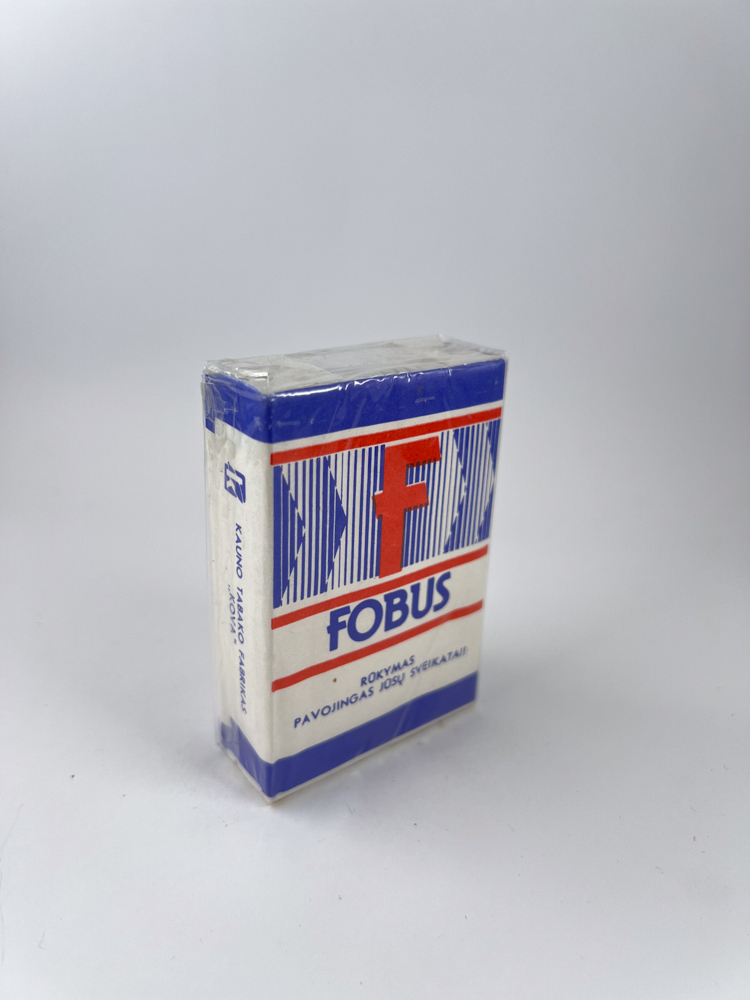 F
FOBUS
RŪKYMAS
PAVOJINGAS JŪSŲ SVEIKATAI!
KAUNO TABAKO FABRIKAS
„KOVA“